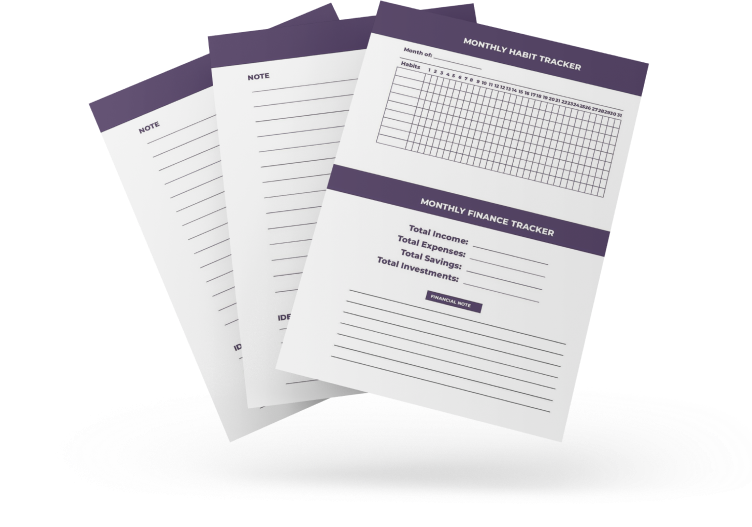 NOTE
NOTE
MONTHLY HABIT TRACKER
Month of:
Habits 1 2 3 4 5 6 7 8 9 10 11 12 13 14 15 16 17 18 19 20 21 22 23 24 25 26 27 28 29 30 31
MONTHLY FINANCE TRACKER
Total Income:
Total Expenses:
Total Savings:
Total Investments:
FINANCIAL NOTE
IDE
ID